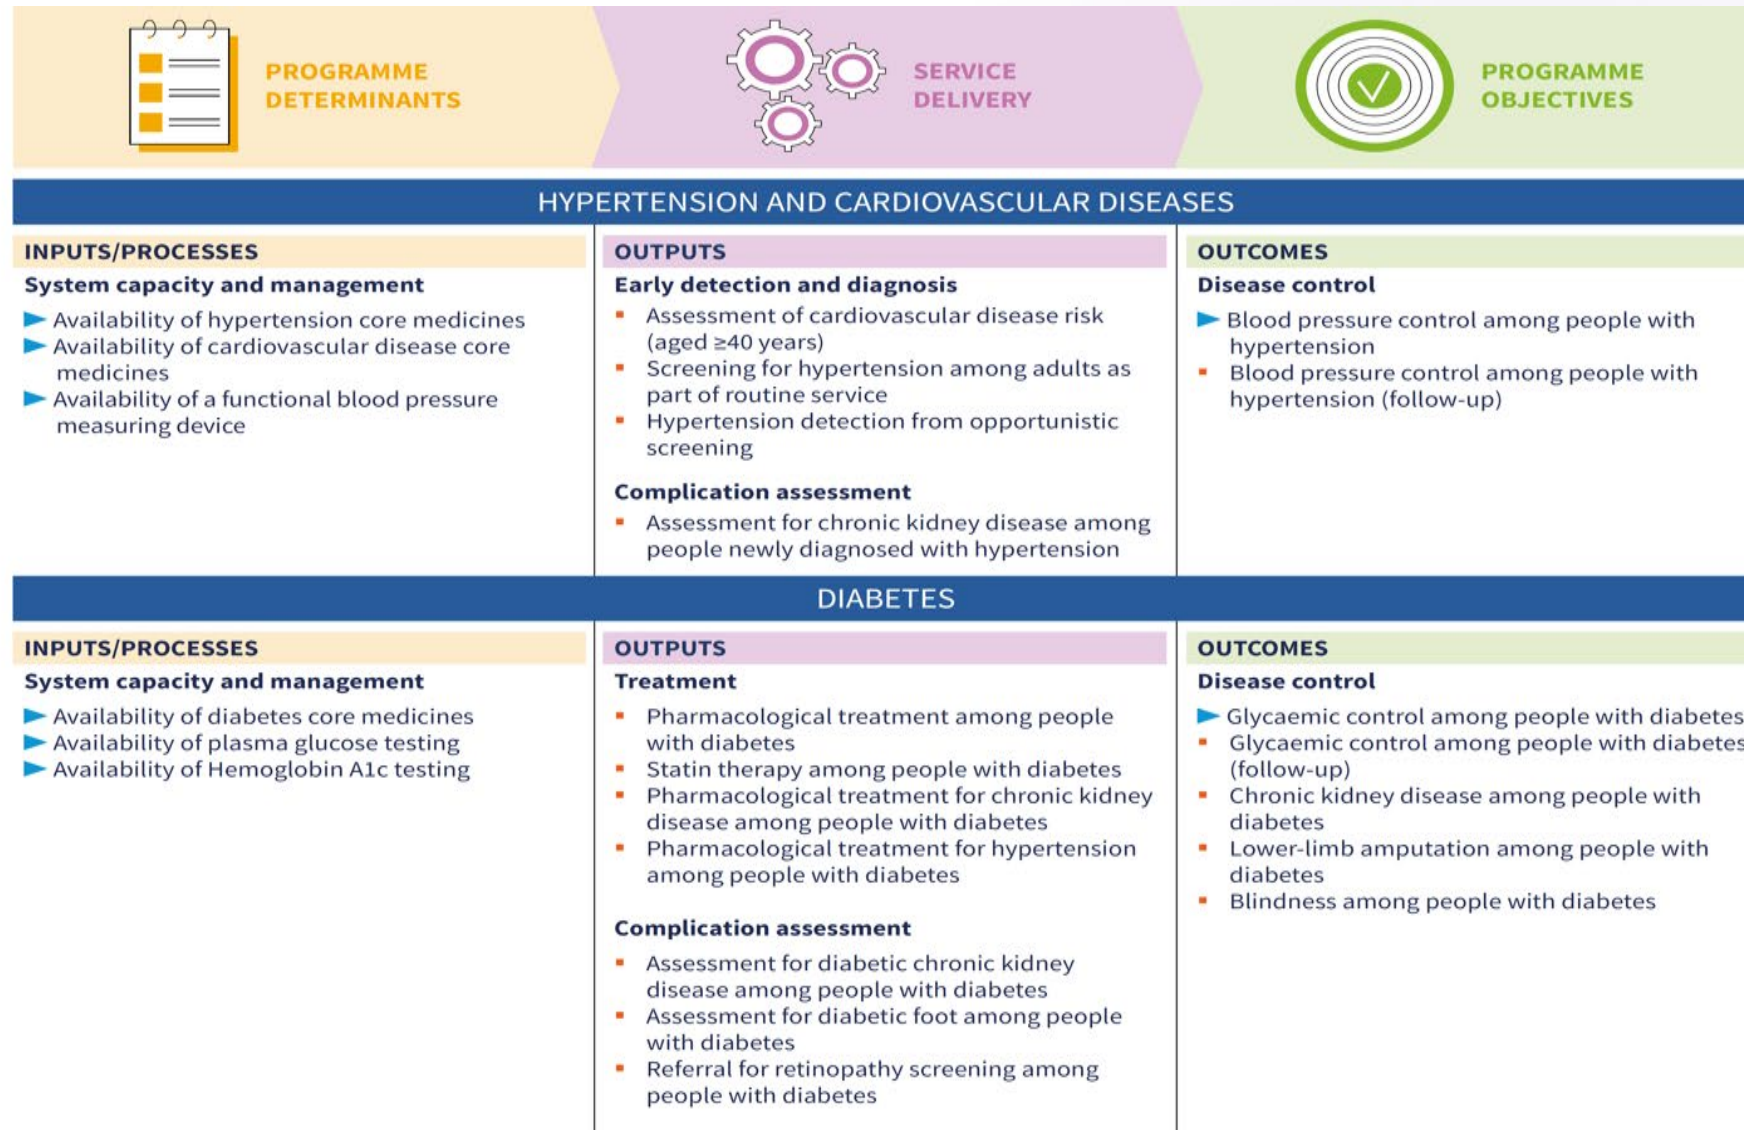 PROGRAMME
DETERMINANTS
SERVICE
DELIVERY
PROGRAMME
OBJECTIVES
HYPERTENSION AND CARDIOVASCULAR DISEASES
INPUTS/PROCESSES
System capacity and management
Availability of hypertension core medicines
Availability of cardiovascular disease core
medicines
Availability of a functional blood pressure
measuring device
OUTPUTS
Early detection and diagnosis
Assessment of cardiovascular disease risk
(aged ≥40 years)
Screening for hypertension among adults as
part of routine service
Hypertension detection from opportunistic
screening
Complication assessment
Assessment for chronic kidney disease among
people newly diagnosed with hypertension
OUTCOMES
Disease control
Blood pressure control among people with
hypertension
Blood pressure control among people with
hypertension (follow-up)
DIABETES
INPUTS/PROCESSES
System capacity and management
Availability of diabetes core medicines
Availability of plasma glucose testing
Availability of Hemoglobin A1c testing
OUTPUTS
Treatment
Pharmacological treatment among people
with diabetes
Statin therapy among people with diabetes
Pharmacological treatment for chronic kidney
disease among people with diabetes
Pharmacological treatment for hypertension
among people with diabetes
Complication assessment
Assessment for diabetic chronic kidney
disease among people with diabetes
Assessment for diabetic foot among people
with diabetes
Referral for retinopathy screening among
people with diabetes
OUTCOMES
Disease control
Glycaemic control among people with diabetes
Glycaemic control among people with diabetes
(follow-up)
Chronic kidney disease among people with
diabetes
Lower-limb amputation among people with
diabetes
Blindness among people with diabetes